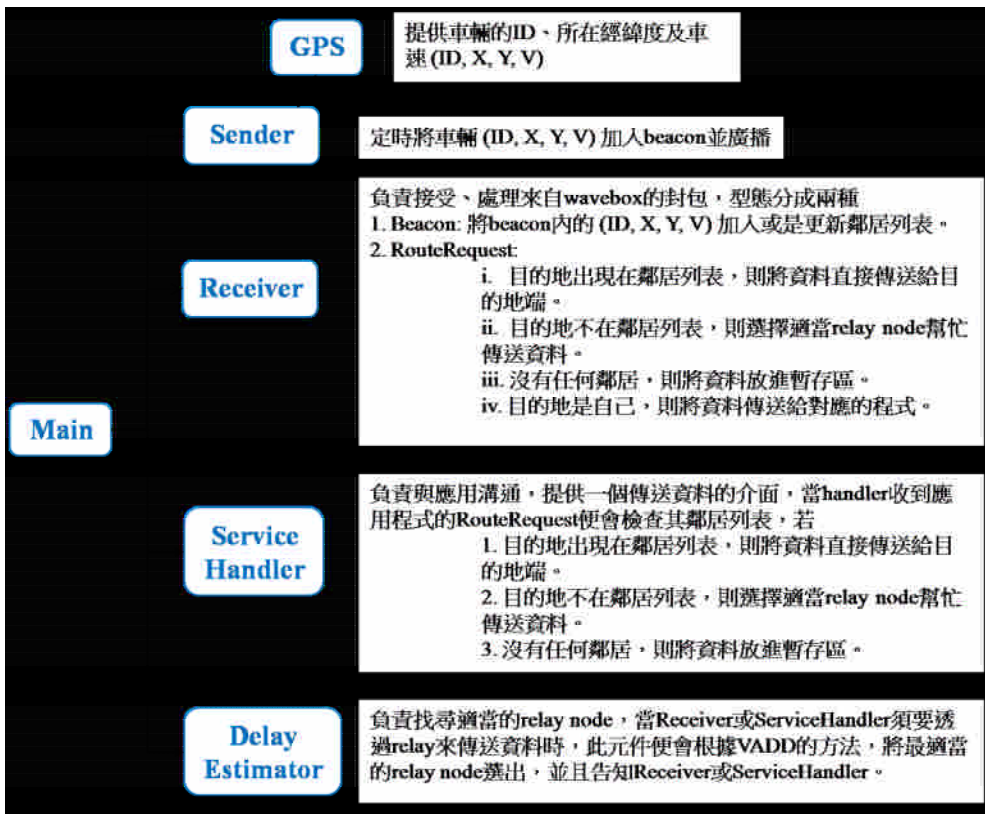 GPS
提供車輛的ID、所在經緯度及車
速 (ID, X, Y, V)
Sender
定時將車輛 (ID, X, Y, V) 加入beacon並廣播
Receiver
負責接受、處理來自wavebox的封包，型態分成兩種
1. Beacon: 將beacon內的 (ID, X, Y, V) 加入或是更新鄰居列表。
2. RouteRequest:
i. 目的地出現在鄰居列表，則將資料直接傳送給目
的地端。
ii. 目的地不在鄰居列表，則選擇適當relay node幫忙
傳送資料。
iii. 沒有任何鄰居，則將資料放進暫存區。
iv. 目的地是自己，則將資料傳送給對應的程式。
Main
Service
Handler
負責與應用溝通，提供一個傳送資料的介面，當handler收到應
用程式的RouteRequest便會檢查其鄰居列表，若
1. 目的地出現在鄰居列表，則將資料直接傳送給目
的地端。
2. 目的地不在鄰居列表，則選擇適當relay node幫忙
傳送資料。
3. 沒有任何鄰居，則將資料放進暫存區。
Delay
Estimator
負責找尋適當的relay node，當Receiver或ServiceHandler須要透
過relay來傳送資料時，此元件便會根據VADD的方法，將最適當
的relay node選出，並且告知Receiver或ServiceHandler。